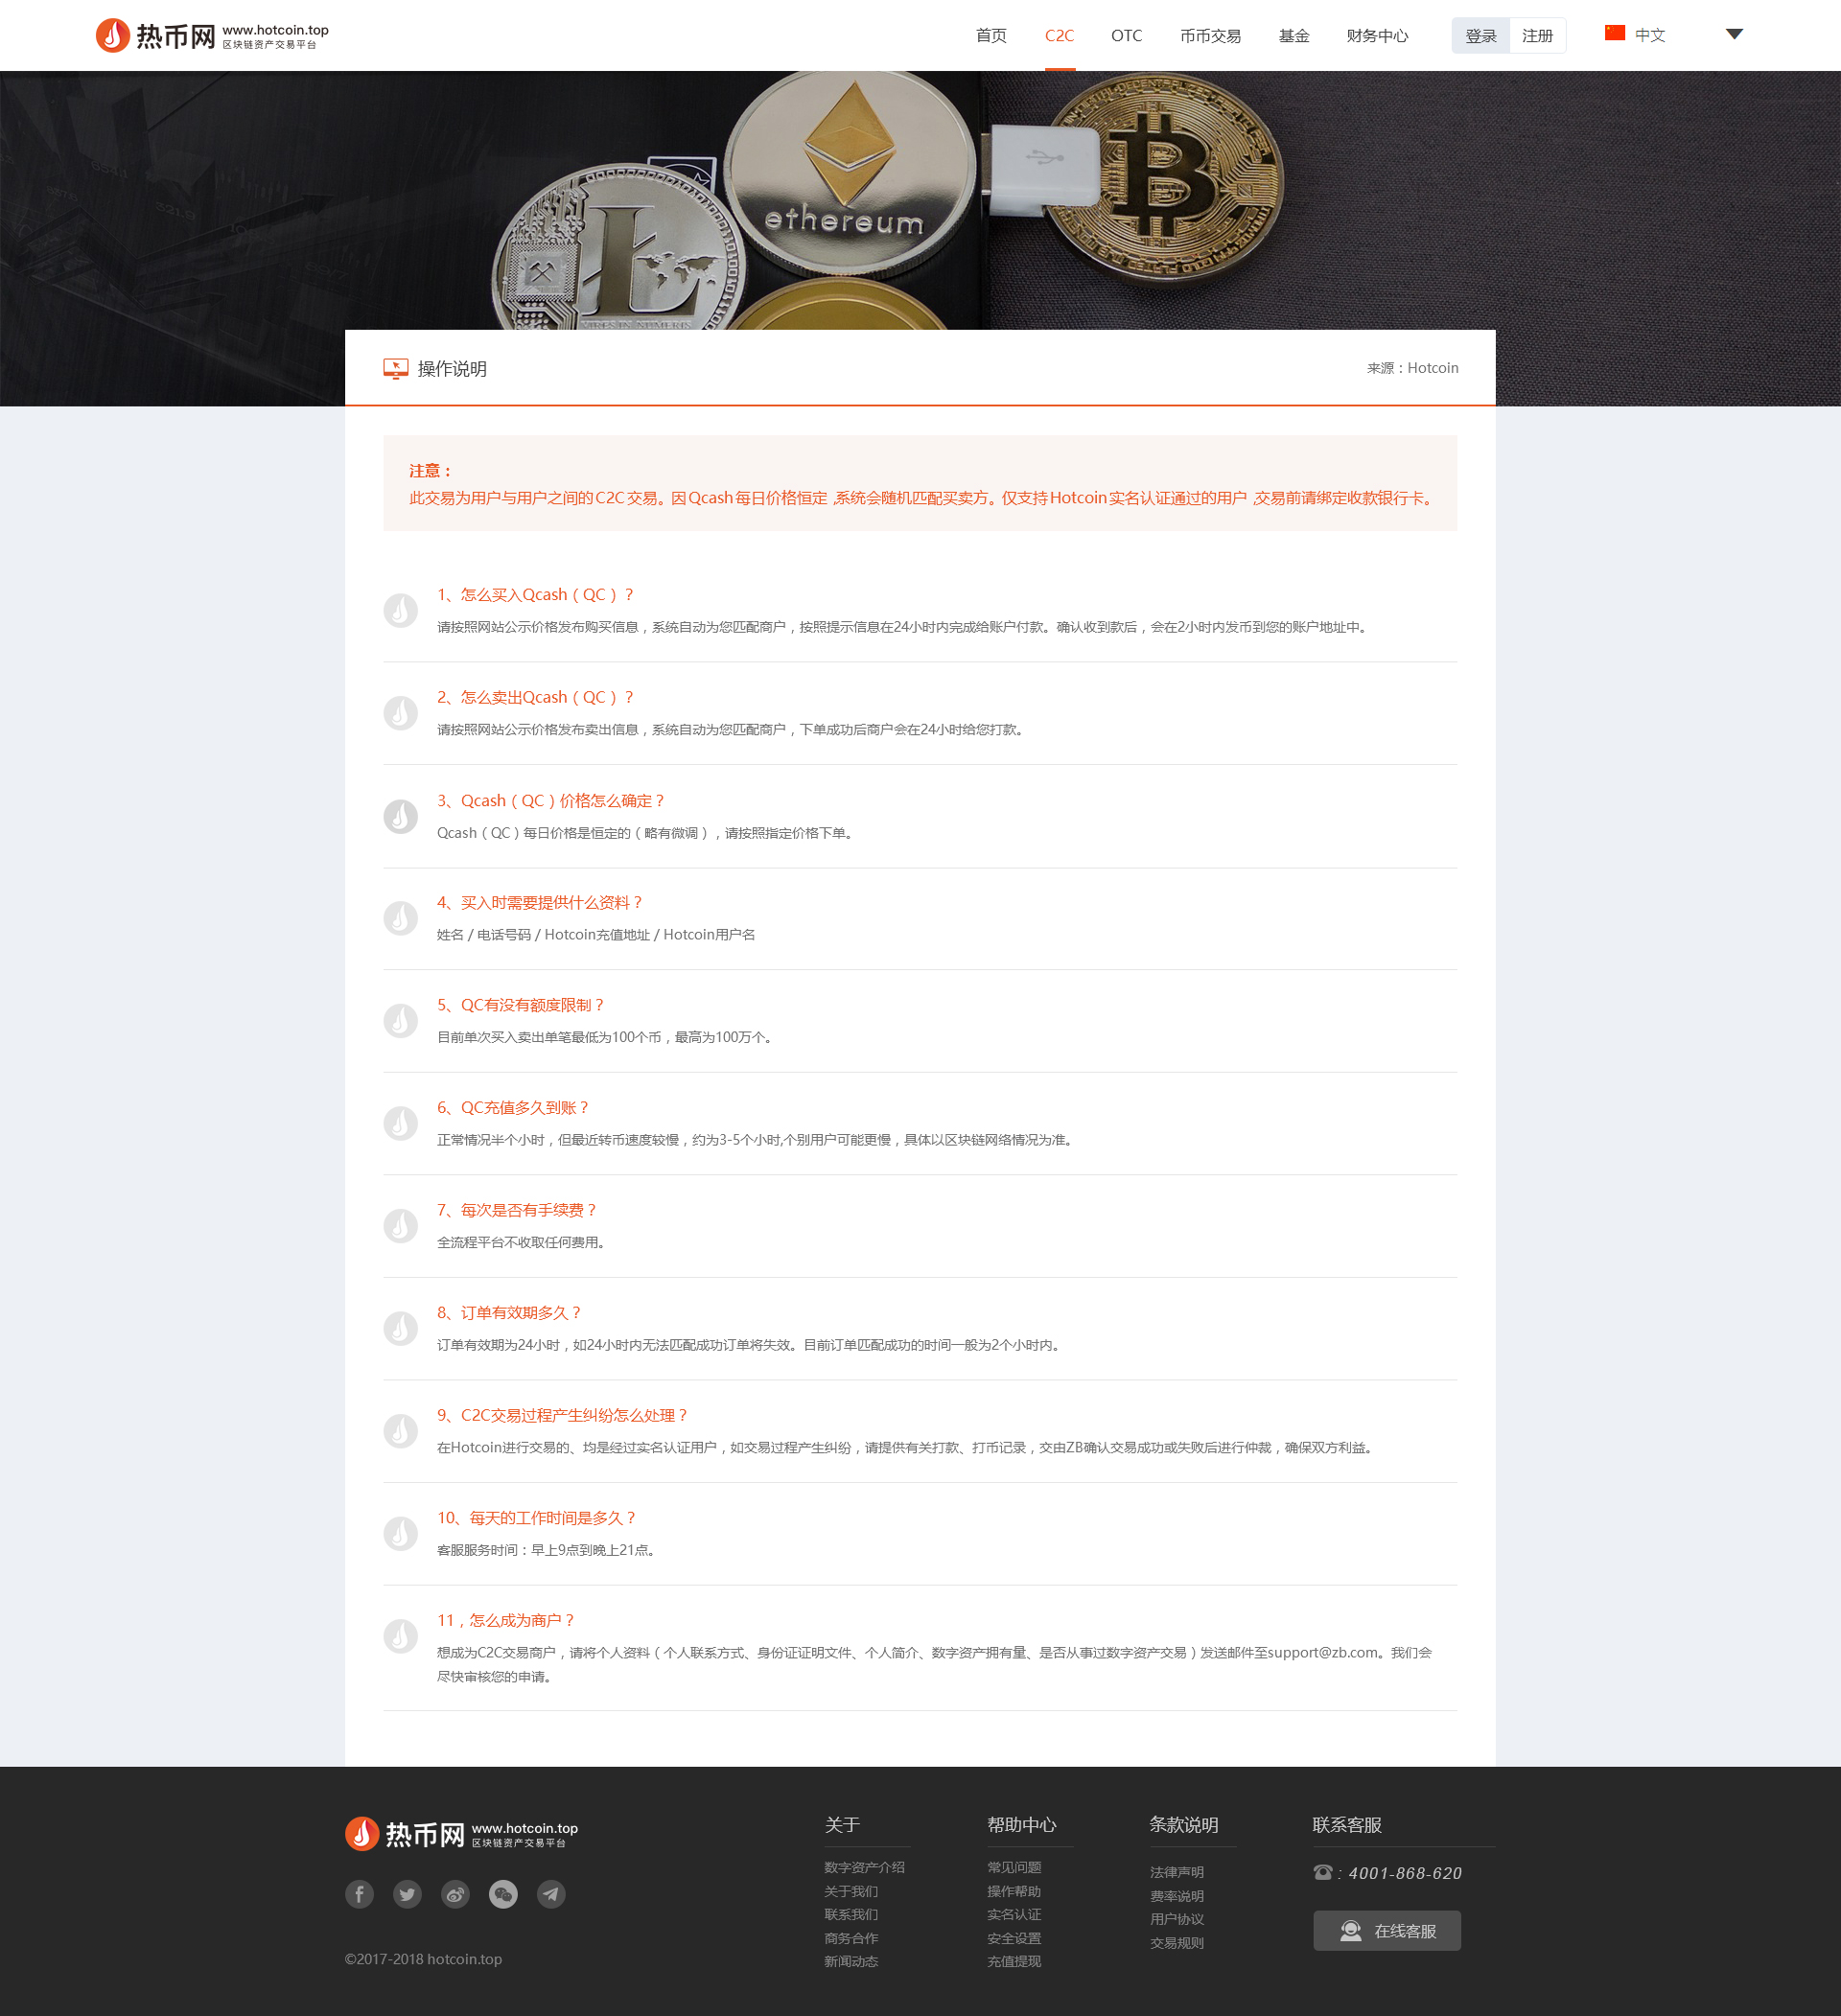 热币网 www.hotcoin.top
区块链资产交易平台
首页 C2C OTC 币币交易 基金 财务中心 登录 注册 中文
ethereum
VIRES IN NUMERIS
操作说明 来源：Hotcoin
注意：
此交易为用户与用户之间的C2C交易。因Qcash每日价格恒定,系统会随机匹配买卖方。仅支持Hotcoin实名认证通过的用户,交易前请绑定收款银行卡。
1、怎么买入Qcash（QC）？
请按照网站公示价格发布购买信息，系统自动为您匹配商户，按照提示信息在24小时内完成给账户付款。确认收到款后，会在2小时内发币到您的账户地址中。
2、怎么卖出Qcash（QC）？
请按照网站公示价格发布卖出信息，系统自动为您匹配商户，下单成功后商户会在24小时给您打款。
3、Qcash（QC）价格怎么确定？
Qcash（QC）每日价格是恒定的（略有微调），请按照指定价格下单。
4、买入时需要提供什么资料？
姓名 / 电话号码 / Hotcoin充值地址 / Hotcoin用户名
5、QC有没有额度限制？
目前单次买入卖出单笔最低为100个币，最高为100万个。
6、QC充值多久到账？
正常情况半个小时，但最近转币速度较慢，约为3-5个小时,个别用户可能更慢，具体以区块链网络情况为准。
7、每次是否有手续费？
全流程平台不收取任何费用。
8、订单有效期多久？
订单有效期为24小时，如24小时内无法匹配成功订单将失效。目前订单匹配成功的时间一般为2个小时内。
9、C2C交易过程产生纠纷怎么处理？
在Hotcoin进行交易的、均是经过实名认证用户，如交易过程产生纠纷，请提供有关打款、打币记录，交由ZB确认交易成功或失败后进行仲裁，确保双方利益。
10、每天的工作时间是多久？
客服服务时间：早上9点到晚上21点。
11，怎么成为商户？
想成为C2C交易商户，请将个人资料（个人联系方式、身份证证明文件、个人简介、数字资产拥有量、是否从事过数字资产交易）发送邮件至support@zb.com。我们会
尽快审核您的申请。
热币网 www.hotcoin.top
区块链资产交易平台
©2017-2018 hotcoin.top
关于
数字资产介绍
关于我们
联系我们
商务合作
新闻动态
帮助中心
常见问题
操作帮助
实名认证
安全设置
充值提现
条款说明
法律声明
费率说明
用户协议
交易规则
联系客服
: 4001-868-620
在线客服